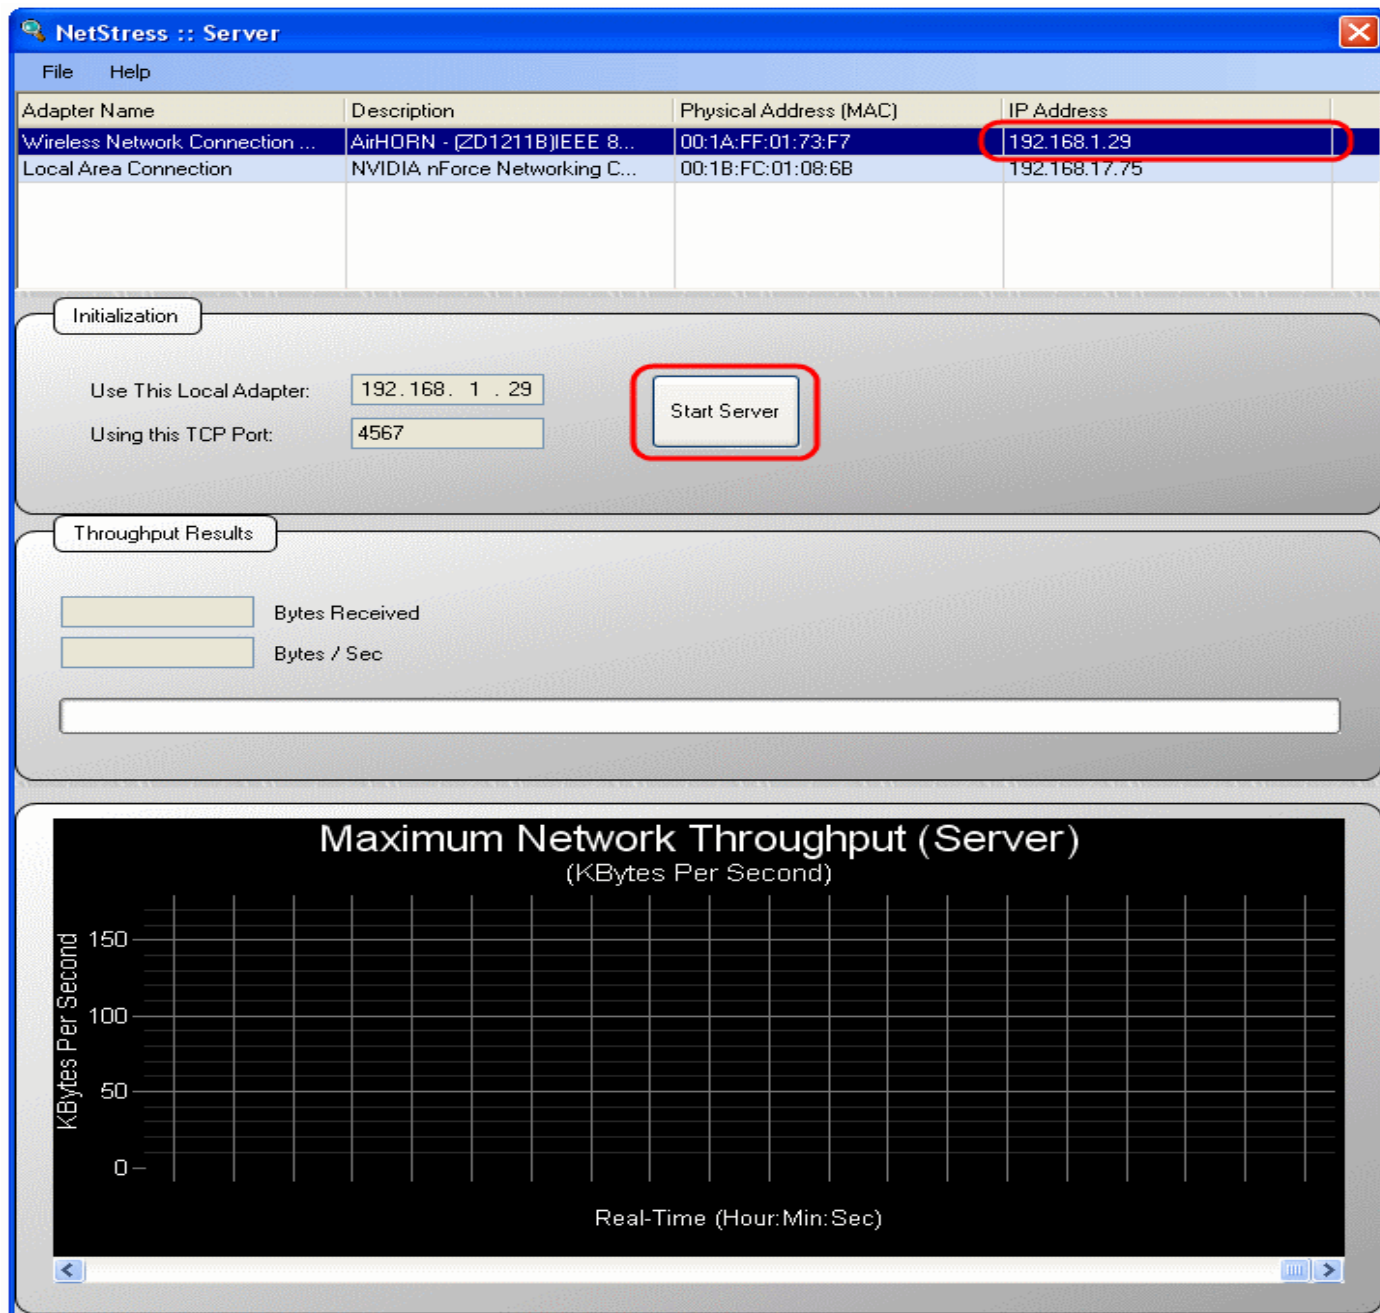 NetStress :: Server
File Help
Adapter Name Description Physical Address (MAC) IP Address
Wireless Network Connection ... AirHORN - (ZD1211B)IEEE 8... 00:1A:FF:01:73:F7 192.168.1.29
Local Area Connection NVIDIA nForce Networking C... 00:1B:FC:01:08:6B 192.168.17.75
Initialization
Use This Local Adapter: 192.168. 1 . 29
Using this TCP Port: 4567
Start Server
Throughput Results
Bytes Received
Bytes / Sec
Maximum Network Throughput (Server)
(KBytes Per Second)
KBytes Per Second
150
100
50
0
Real-Time (Hour:Min:Sec)